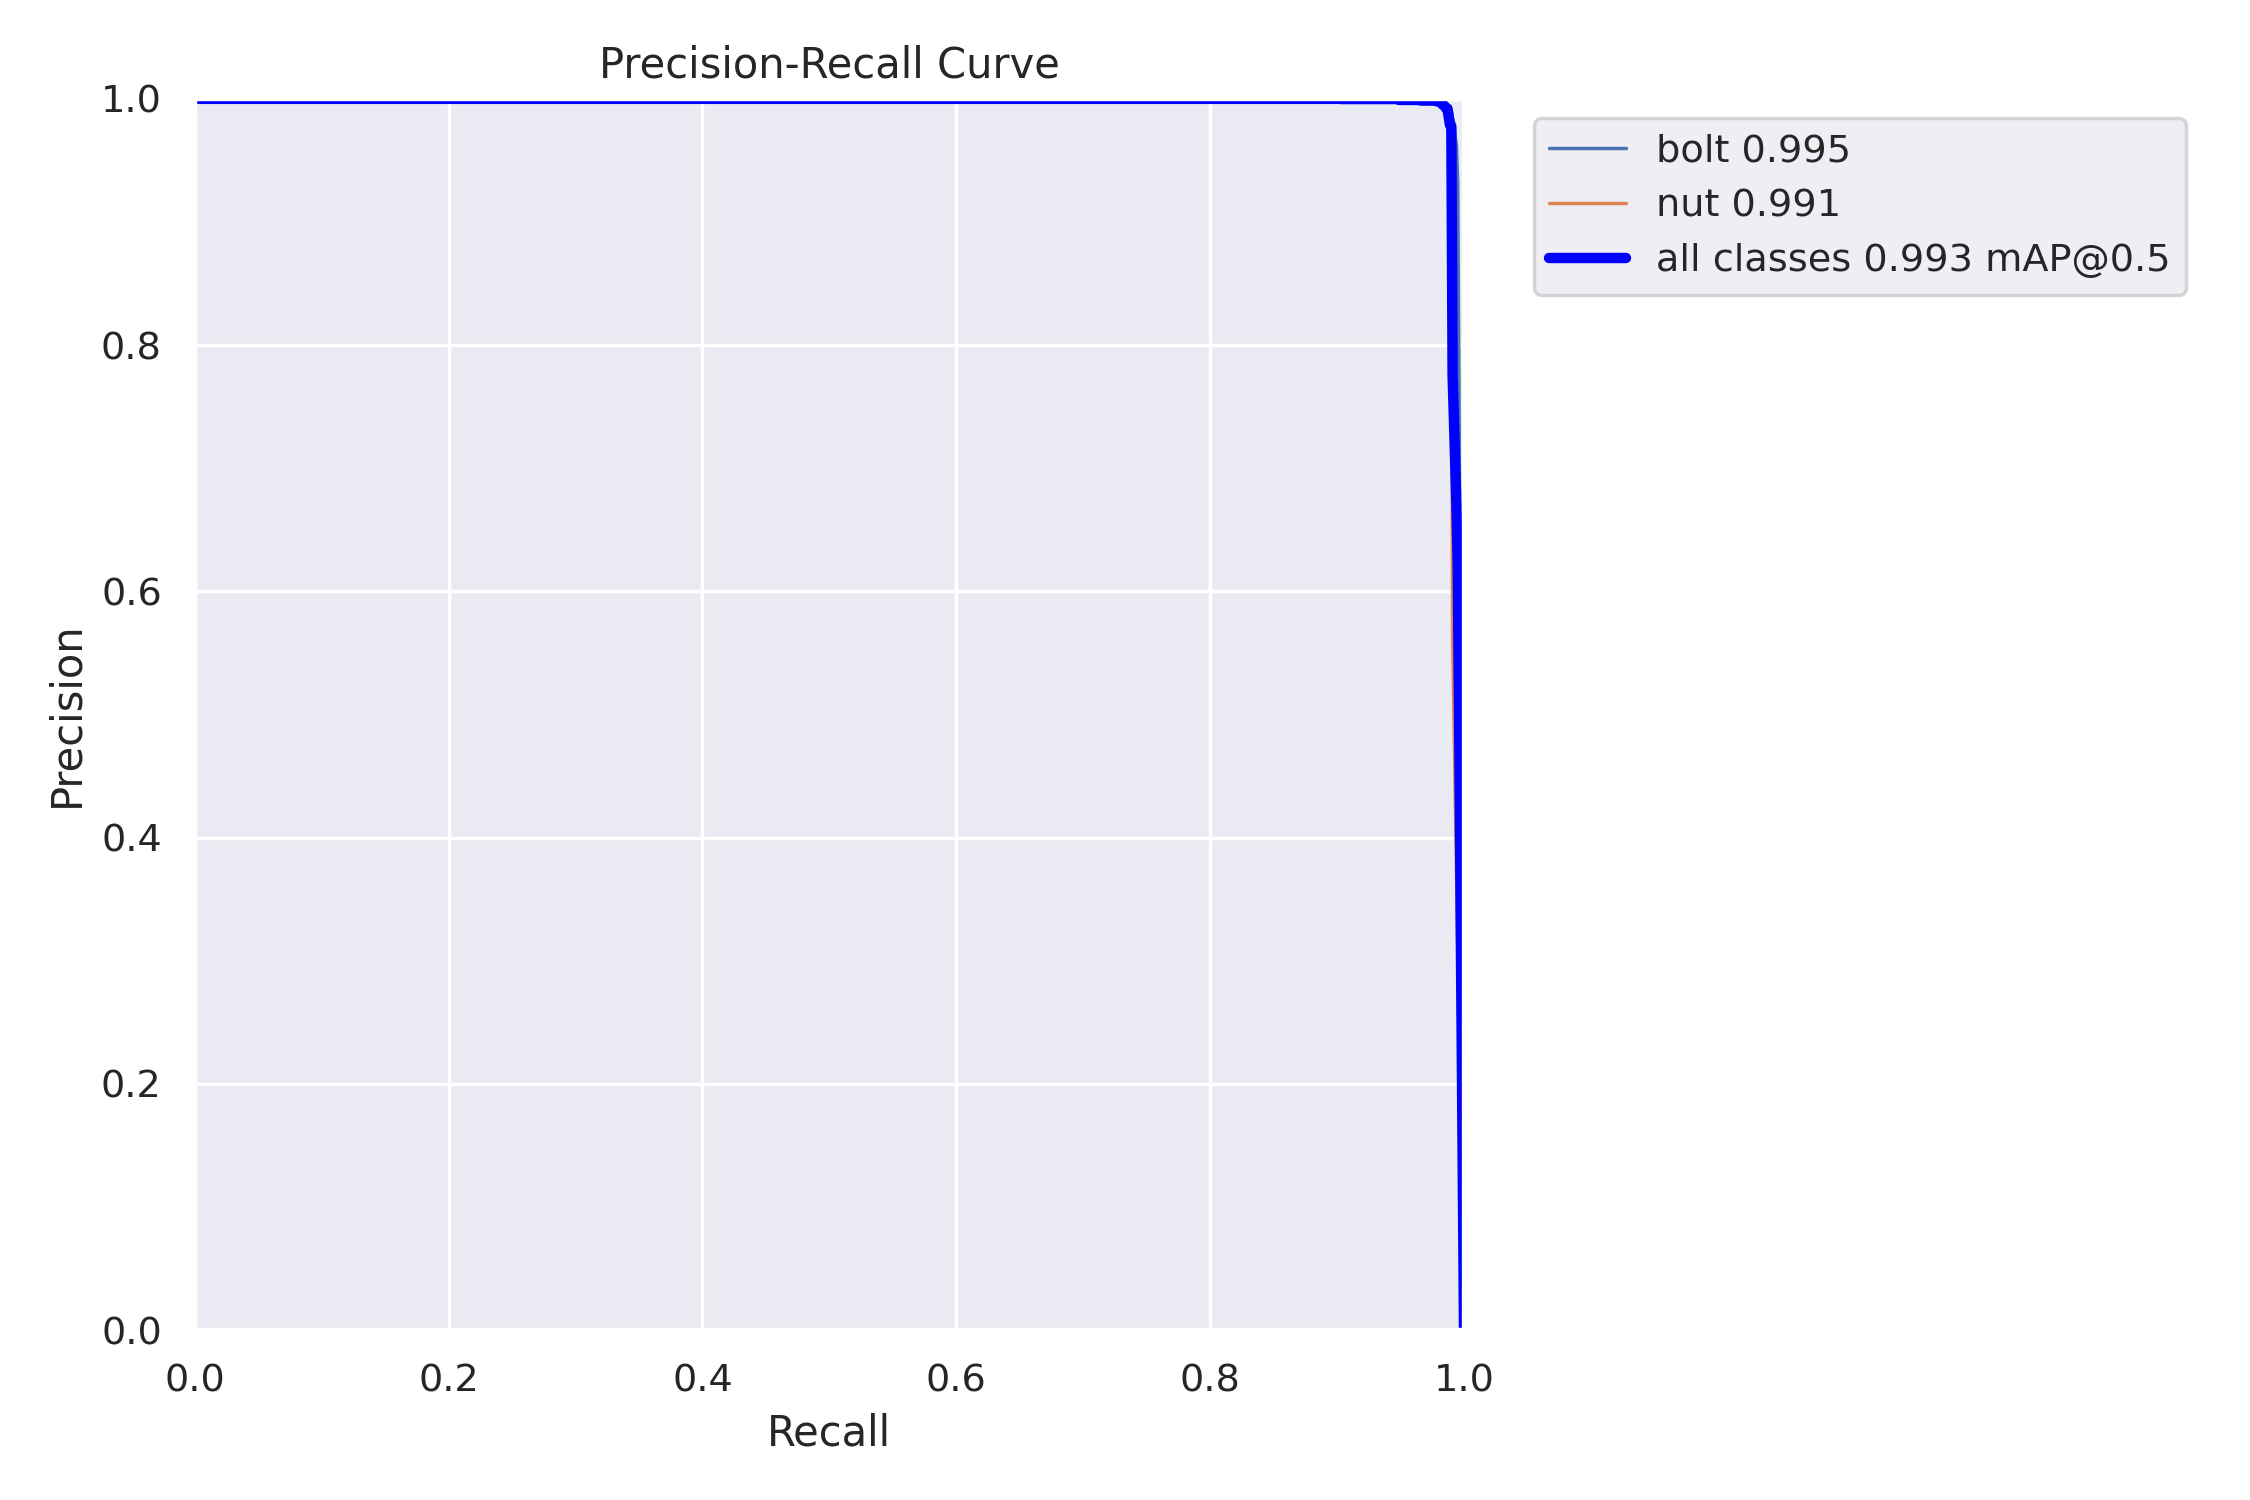 Precision-Recall Curve
1.0
0.8
0.6
0.4
0.2
0.0
Precision
0.0 0.2 0.4 0.6 0.8 1.0
Recall
bolt 0.995
nut 0.991
all classes 0.993 mAP@0.5